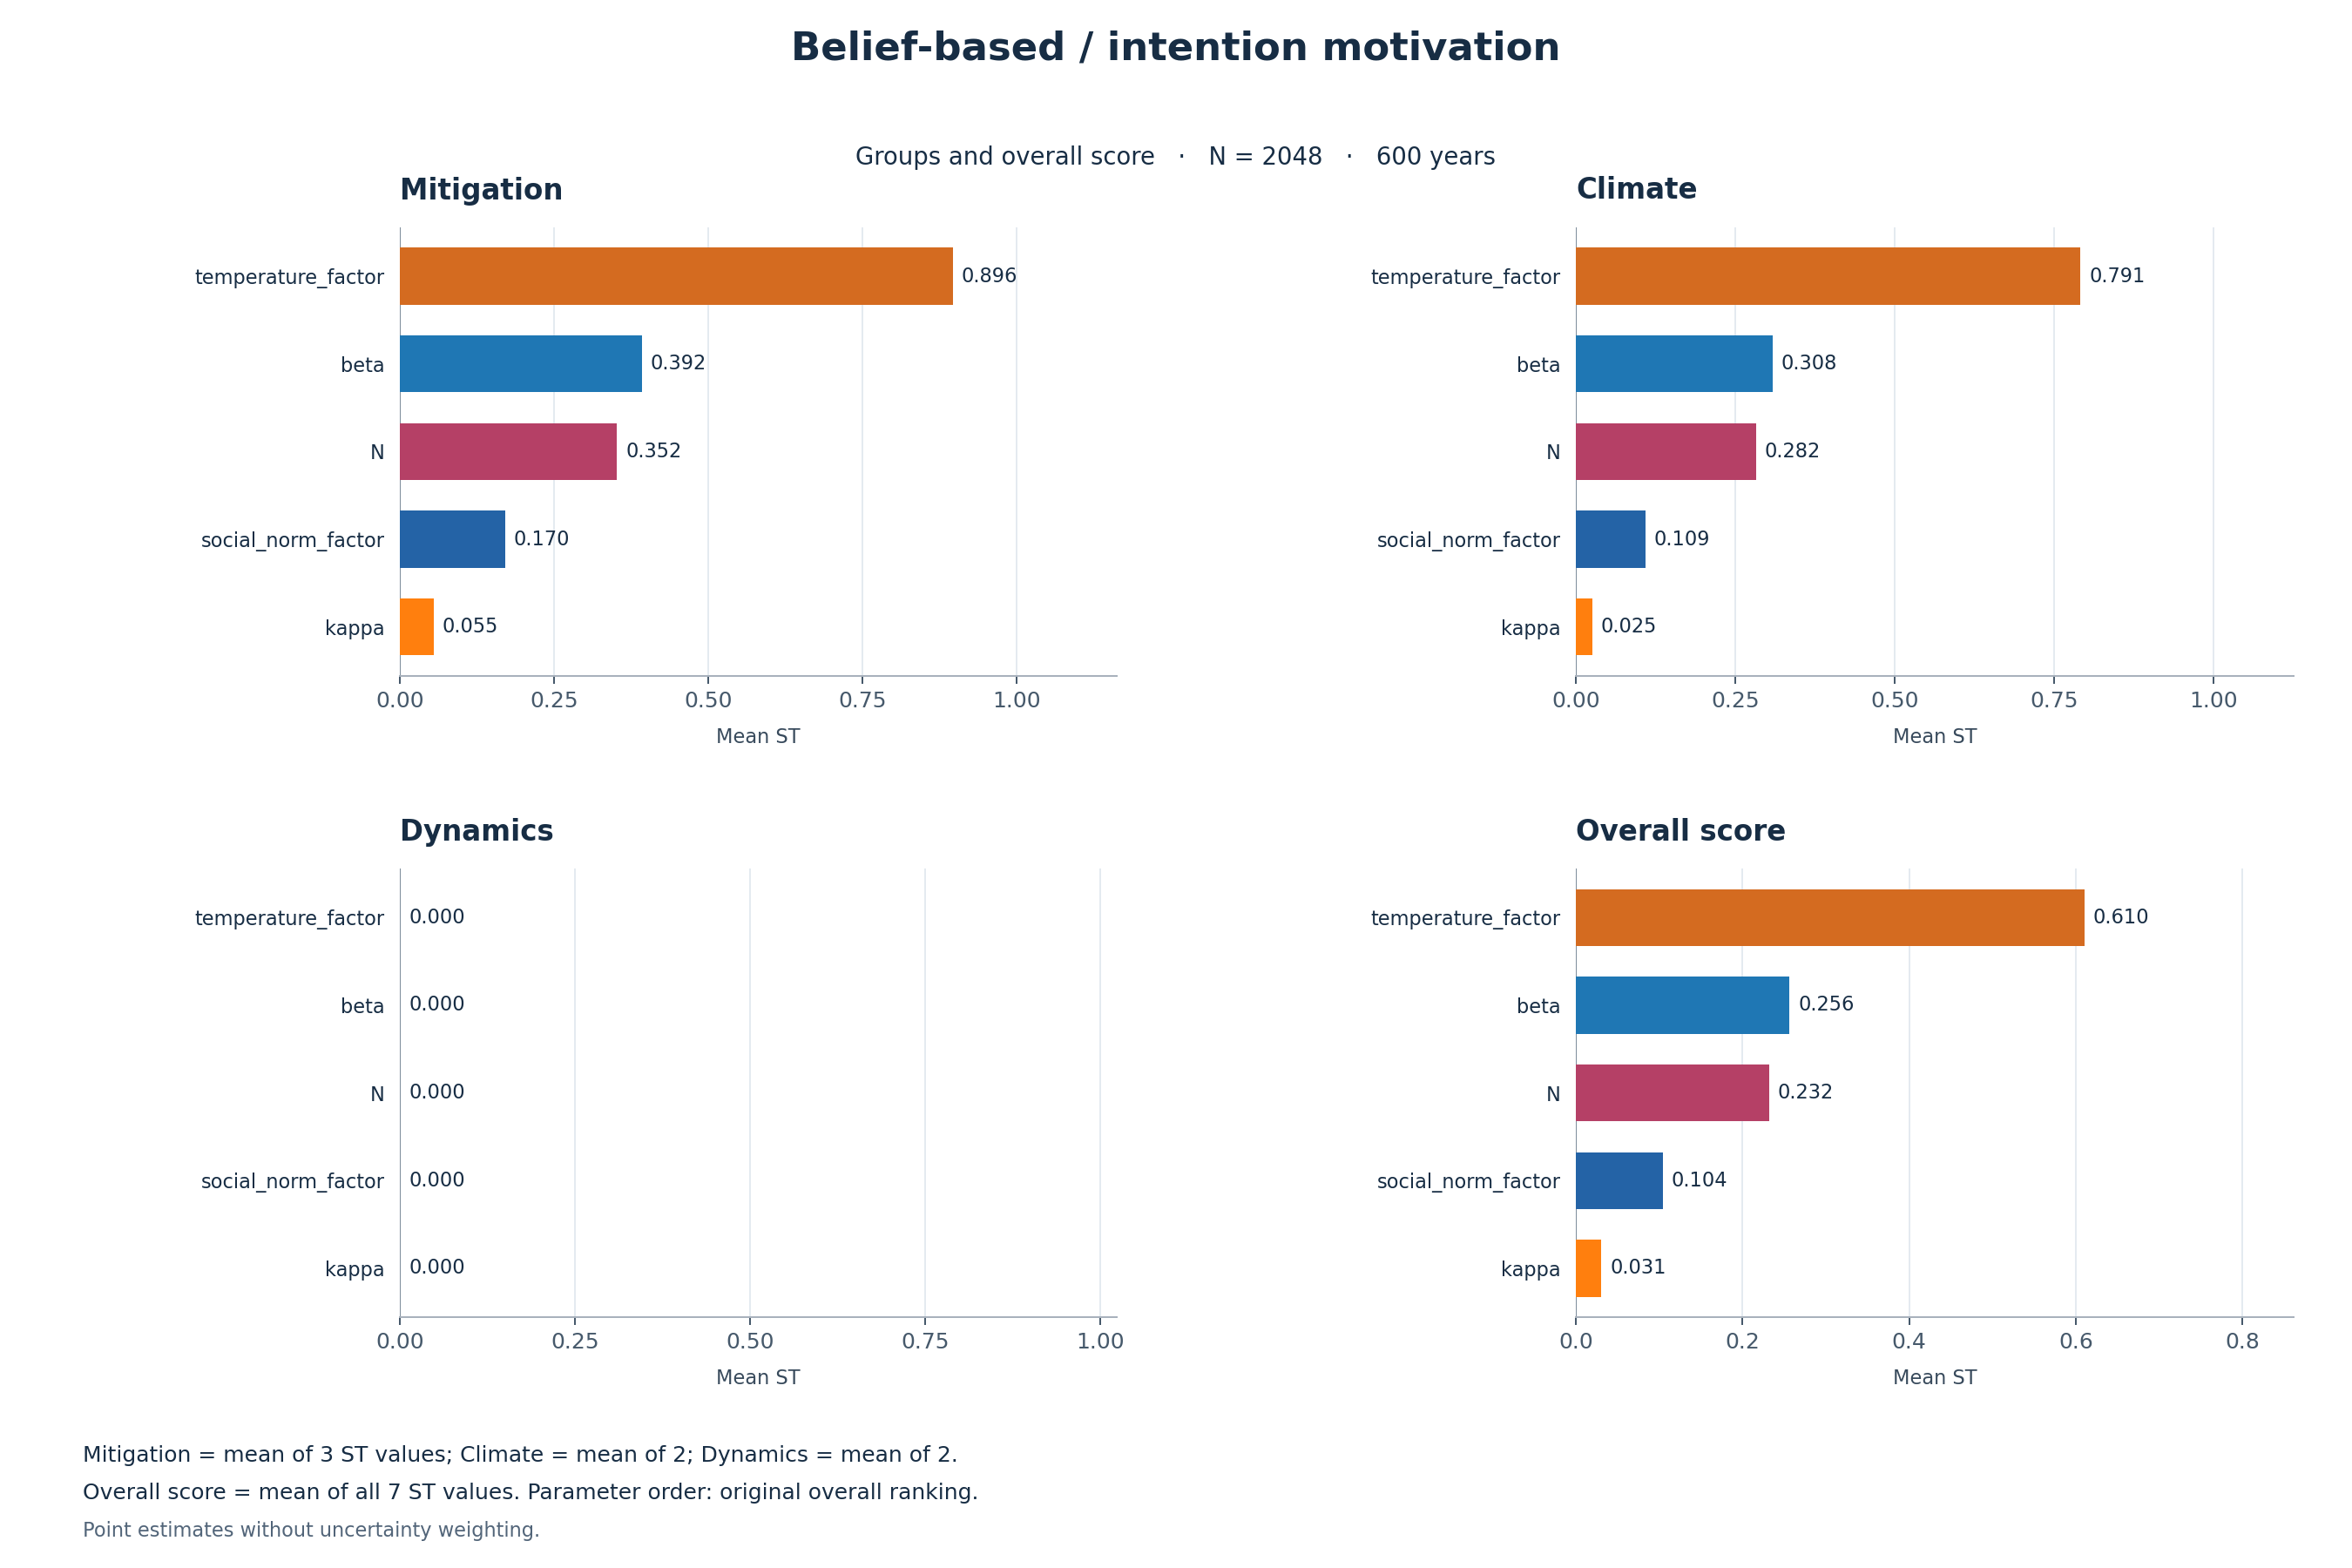 Belief-based / intention motivation
Groups and overall score · N = 2048 · 600 years
Mitigation
temperature_factor 0.896
beta 0.392
N 0.352
social_norm_factor 0.170
kappa 0.055
0.00 0.25 0.50 0.75 1.00
Mean ST
Climate
temperature_factor 0.791
beta 0.308
N 0.282
social_norm_factor 0.109
kappa 0.025
0.00 0.25 0.50 0.75 1.00
Mean ST
Dynamics
temperature_factor 0.000
beta 0.000
N 0.000
social_norm_factor 0.000
kappa 0.000
0.00 0.25 0.50 0.75 1.00
Mean ST
Overall score
temperature_factor 0.610
beta 0.256
N 0.232
social_norm_factor 0.104
kappa 0.031
0.0 0.2 0.4 0.6 0.8
Mean ST
Mitigation = mean of 3 ST values; Climate = mean of 2; Dynamics = mean of 2.
Overall score = mean of all 7 ST values. Parameter order: original overall ranking.
Point estimates without uncertainty weighting.